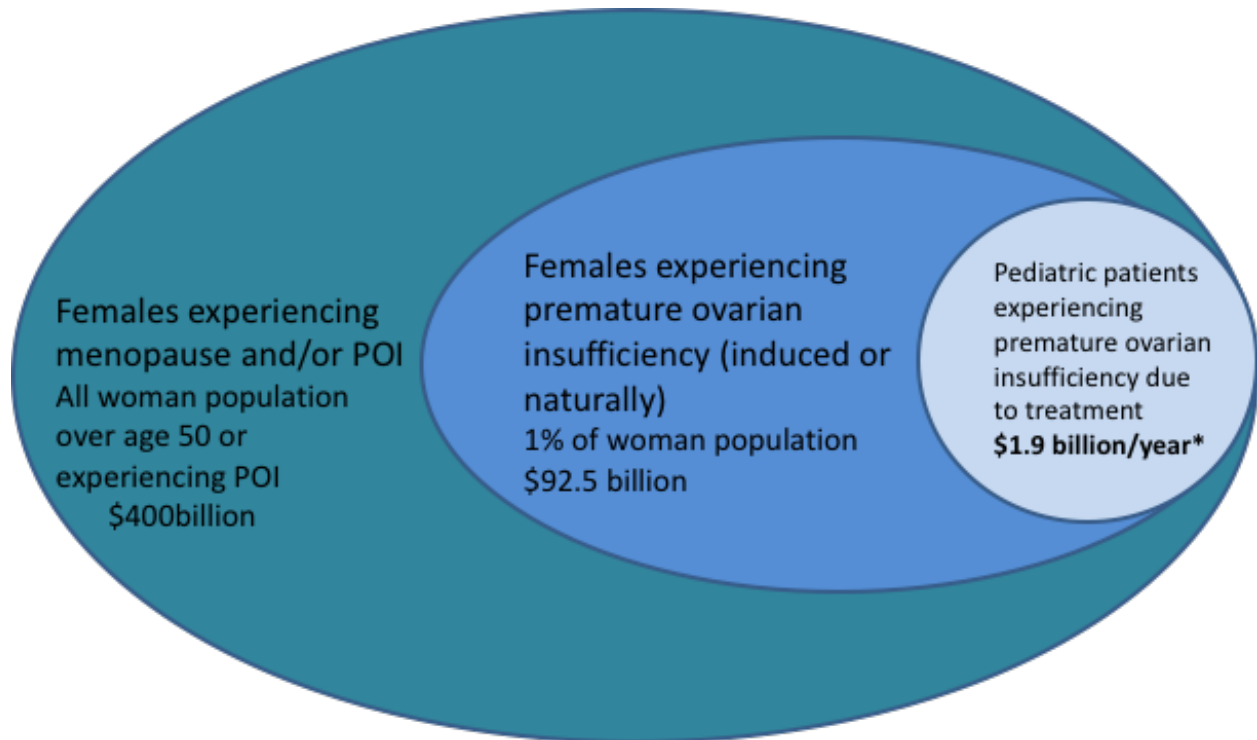 Females experiencing
menopause and/or POI
All woman population
over age 50 or
experiencing POI
$400billion
Females experiencing
premature ovarian
insufficiency (induced or
naturally)
1% of woman population
$92.5 billion
Pediatric patients
experiencing
premature ovarian
insufficiency due
to treatment
$1.9 billion/year*